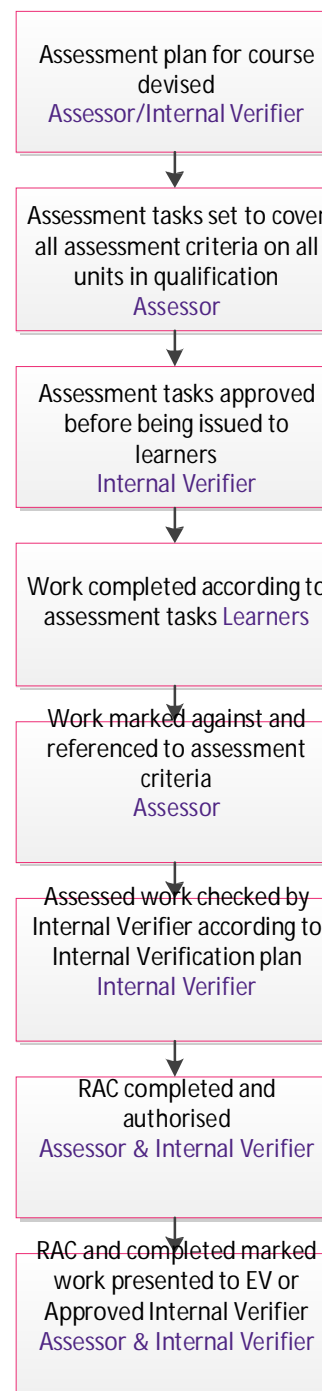 Assessment plan for course
devised
Assessor/Internal Verifier
Assessment tasks set to cover
all assessment criteria on all
units in qualification
Assessor
Assessment tasks approved
before being issued to
learners
Internal Verifier
Work completed according to
assessment tasks Learners
Work marked against and
referenced to assessment
criteria
Assessor
Assessed work checked by
Internal Verifier according to
Internal Verification plan
Internal Verifier
RAC completed and
authorised
Assessor & Internal Verifier
RAC and completed marked
work presented to EV or
Approved Internal Verifier
Assessor & Internal Verifier